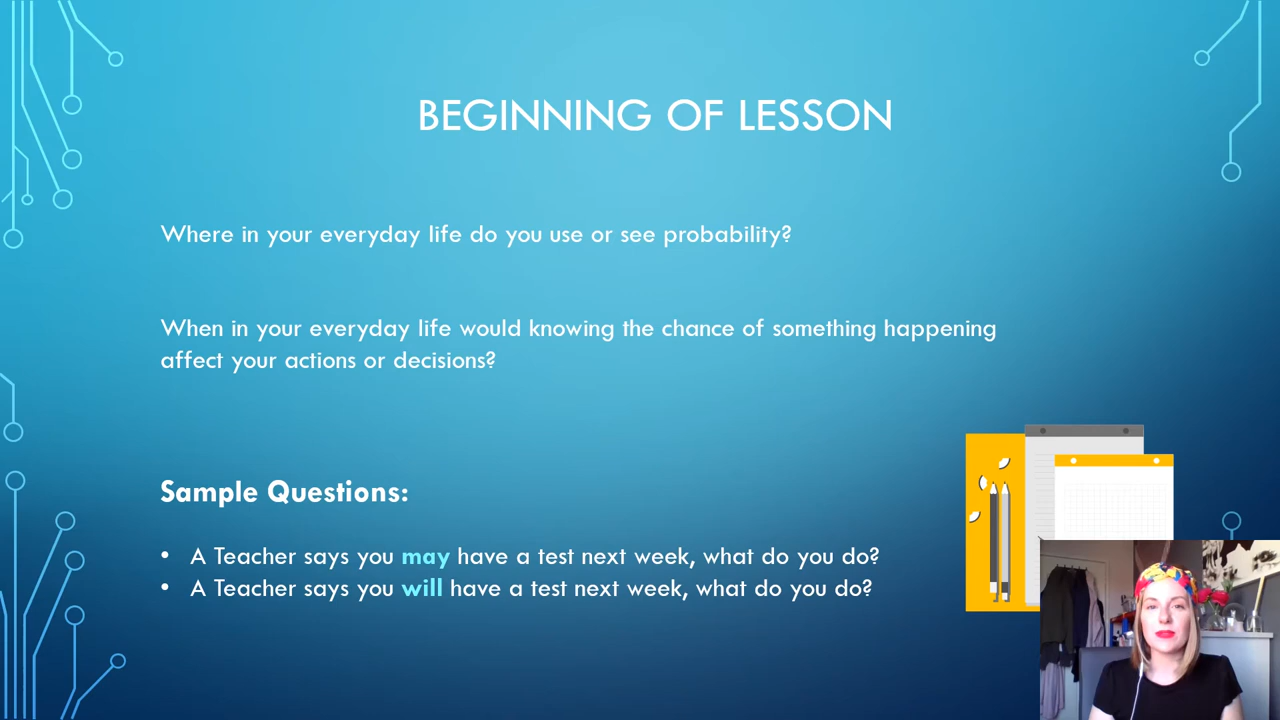 BEGINNING OF LESSON
Where in your everyday life do you use or see probability?
When in your everyday life would knowing the chance of something happening
affect your actions or decisions?
Sample Questions:
• A Teacher says you may have a test next week, what do you do?
• A Teacher says you will have a test next week, what do you do?